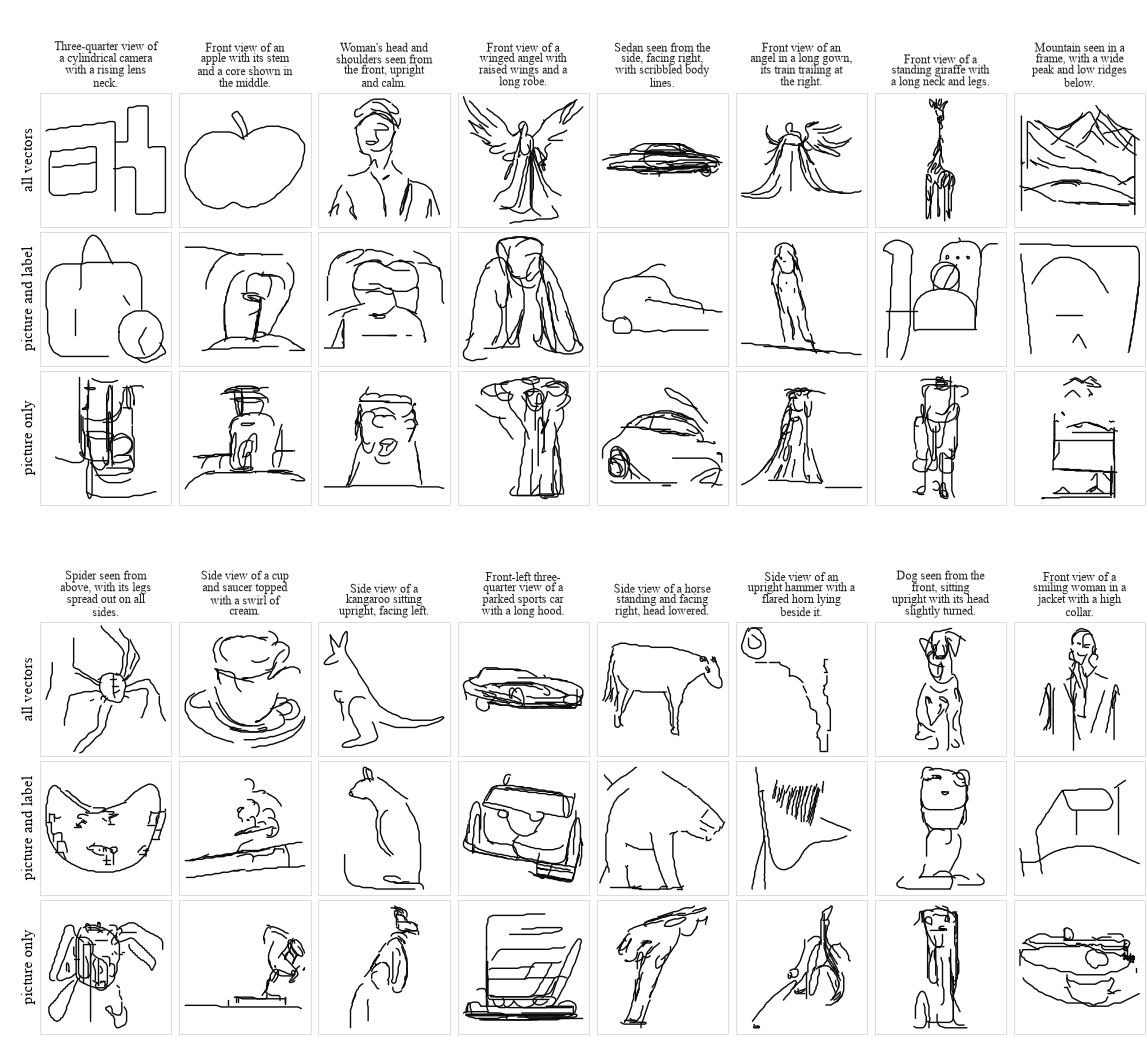 Three-quarter view of
a cylindrical camera
with a rising lens
neck.
Front view of an
apple with its stem
and a core shown in
the middle.
Woman's head and
shoulders seen from
the front, upright
and calm.
Front view of a
winged angel with
raised wings and a
long robe.
Sedan seen from the
side, facing right,
with scribbled body
lines.
Front view of an
angel in a long gown,
its train trailing at
the right.
Front view of a
standing giraffe with
a long neck and legs.
Mountain seen in a
frame, with a wide
peak and low ridges
below.
all vectors
picture and label
picture only
Spider seen from
above, with its legs
spread out on all
sides.
Side view of a cup
and saucer topped
with a swirl of
cream.
Side view of a
kangaroo sitting
upright, facing left.
Front-left three-
quarter view of a
parked sports car
with a long hood.
Side view of a horse
standing and facing
right, head lowered.
Side view of an
upright hammer with a
flared horn lying
beside it.
Dog seen from the
front, sitting
upright with its head
slightly turned.
Front view of a
smiling woman in a
jacket with a high
collar.
all vectors
picture and label
picture only